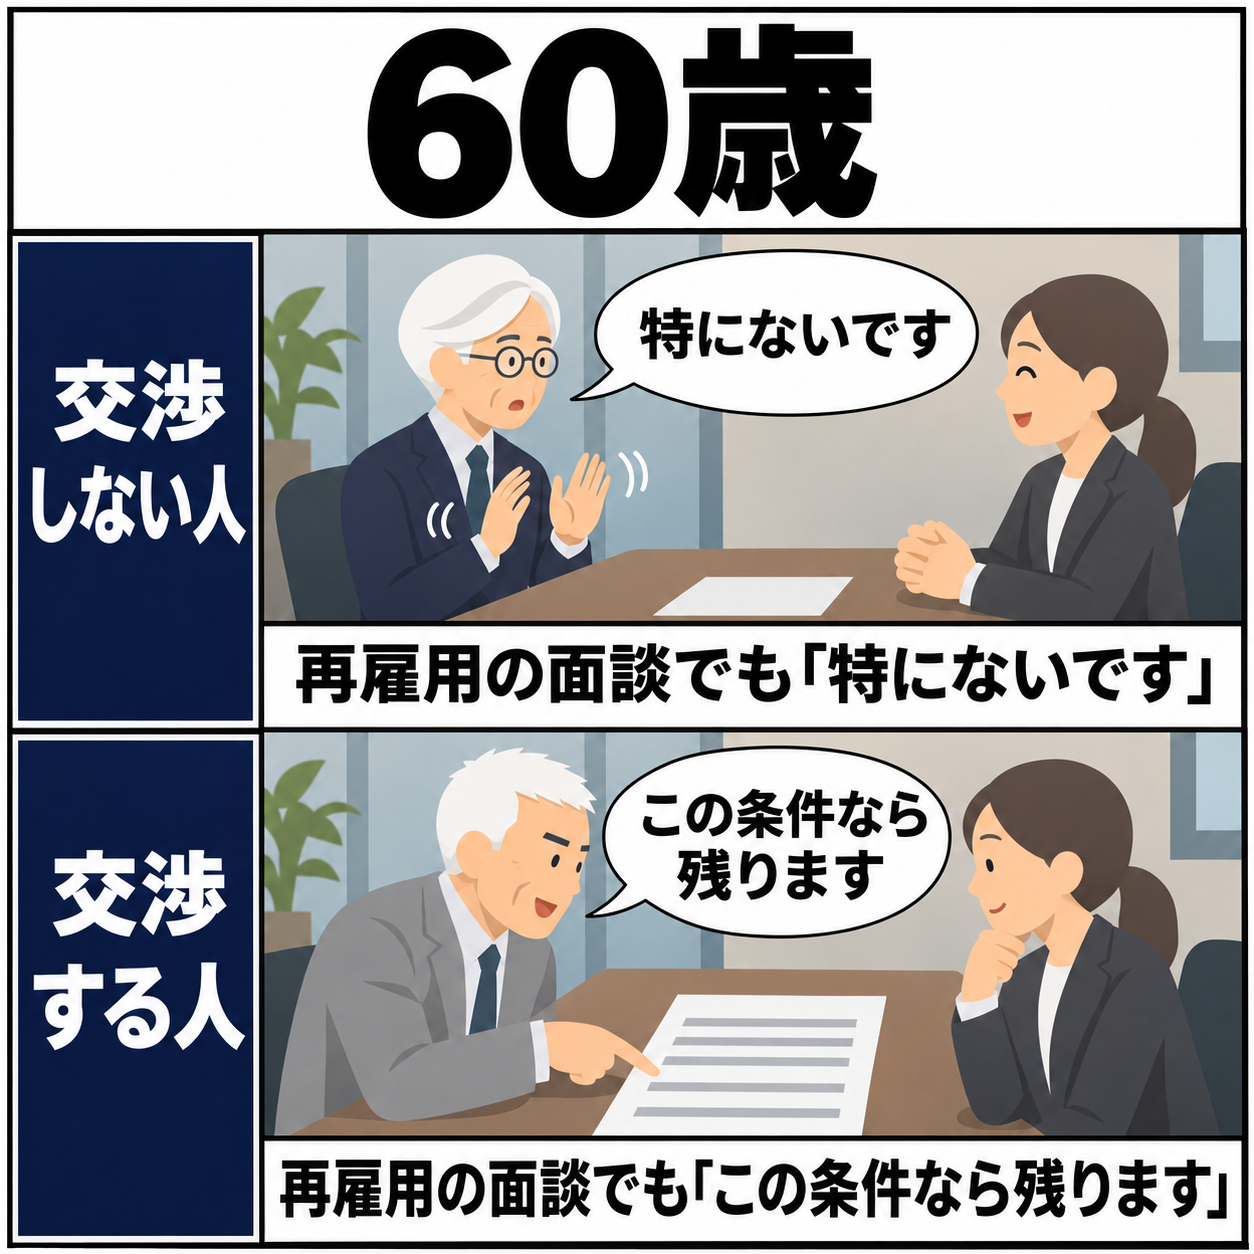 60歳
交渉
しない人
特にないです
再雇用の面談でも「特にないです」
交渉
する人
この条件なら
残ります
再雇用の面談でも「この条件なら残ります」